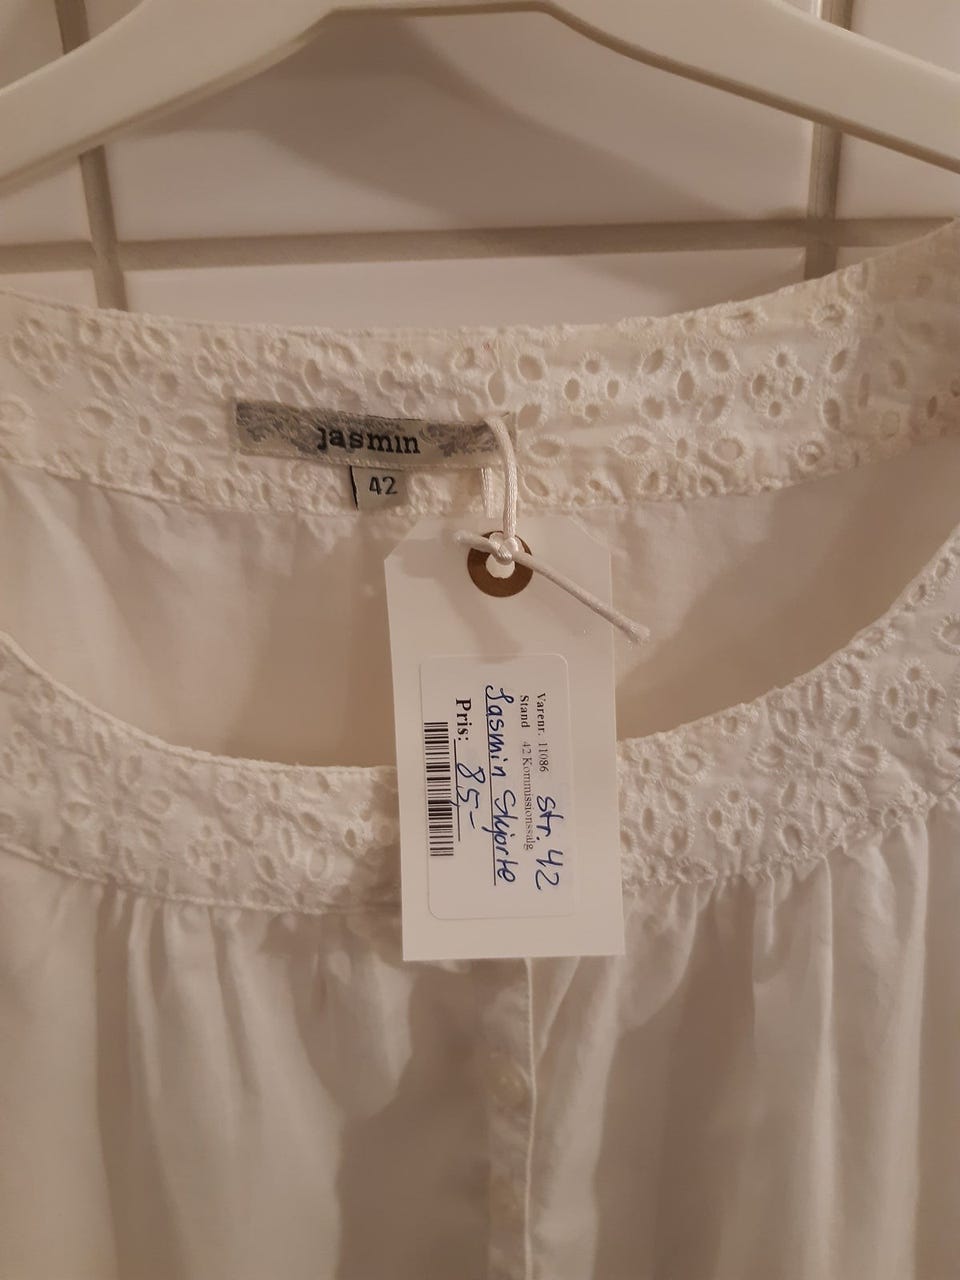 jasmin
42
Varenr. 11086
Stand 42 Kommissionssalg
Str. 42
Jasmin Skjorte
Pris: 85,-